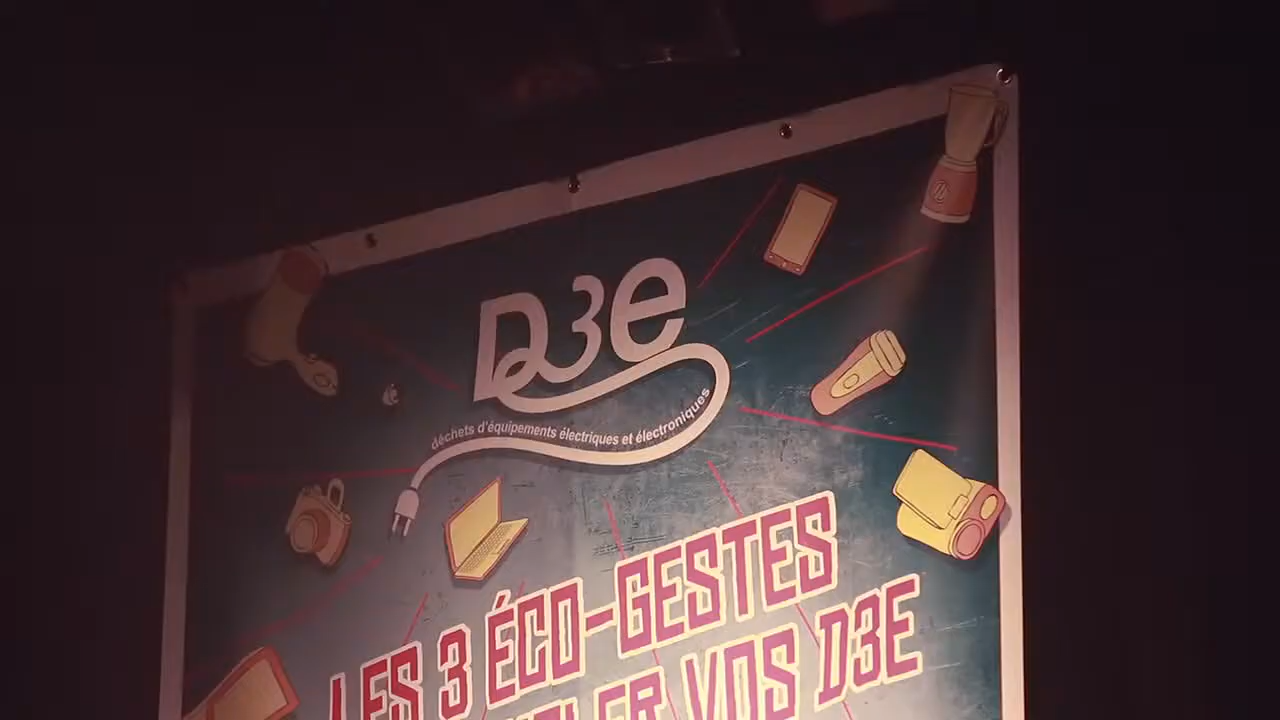 D3e
déchets d'équipements électriques et électroniques
LES 3 ÉCO-GESTES
VOS D3E